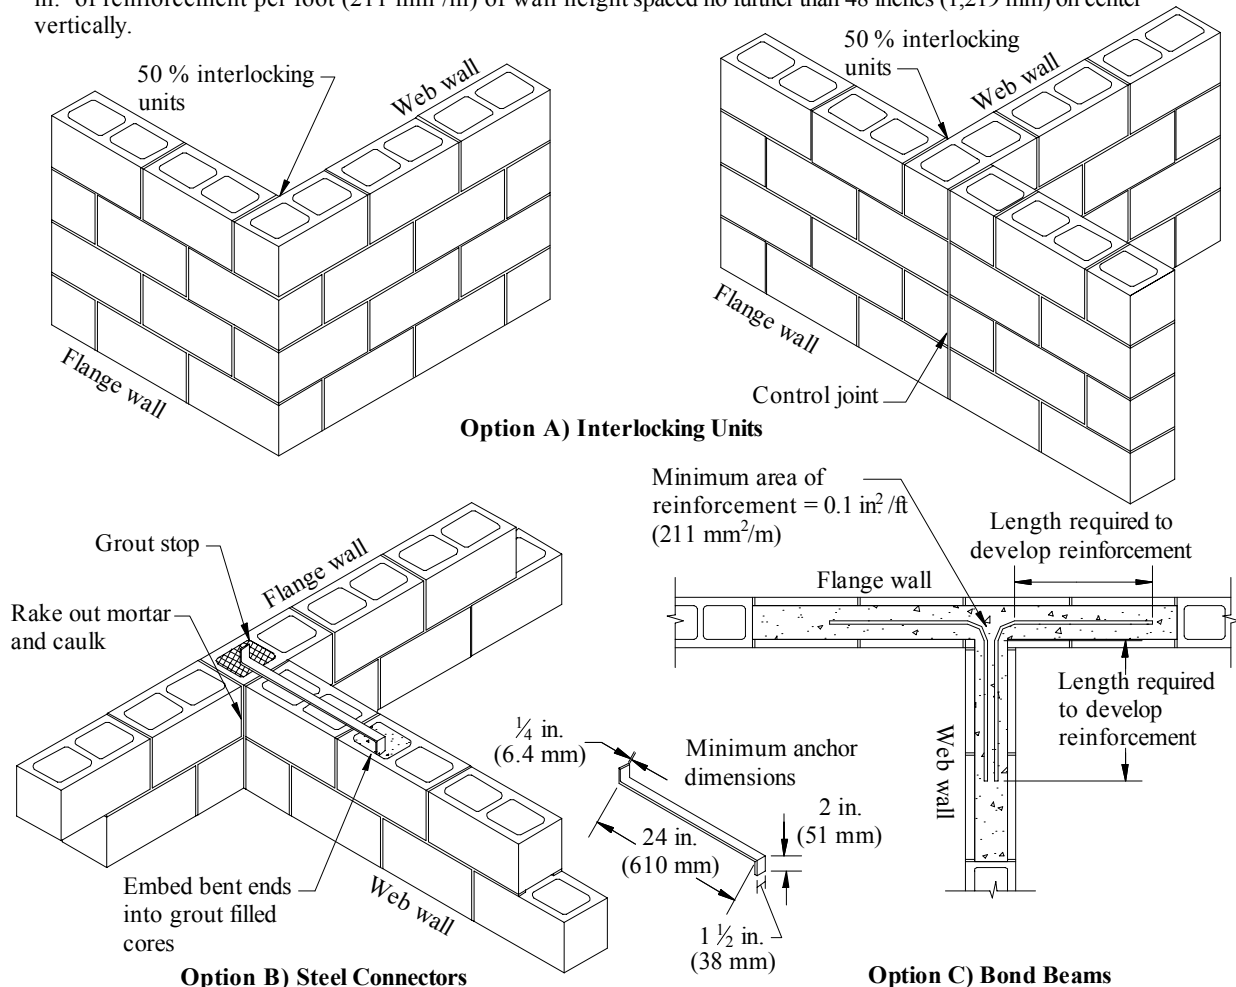 in.² of reinforcement per foot (211 mm²/m) of wall height spaced no further than 48 inches (1,219 mm) on center
vertically.
50 % interlocking
units
Web wall
Flange wall
50 % interlocking
units
Web wall
Flange wall
Control joint
Option A) Interlocking Units
Grout stop
Flange wall
Rake out mortar
and caulk
Embed bent ends
into grout filled
cores
Web wall
¼ in.
(6.4 mm)
Minimum anchor
dimensions
24 in.
(610 mm)
2 in.
(51 mm)
1 ½ in.
(38 mm)
Option B) Steel Connectors
Minimum area of
reinforcement = 0.1 in.² /ft
(211 mm²/m)
Length required to
develop reinforcement
Flange wall
Length required
to develop
reinforcement
Web wall
Option C) Bond Beams